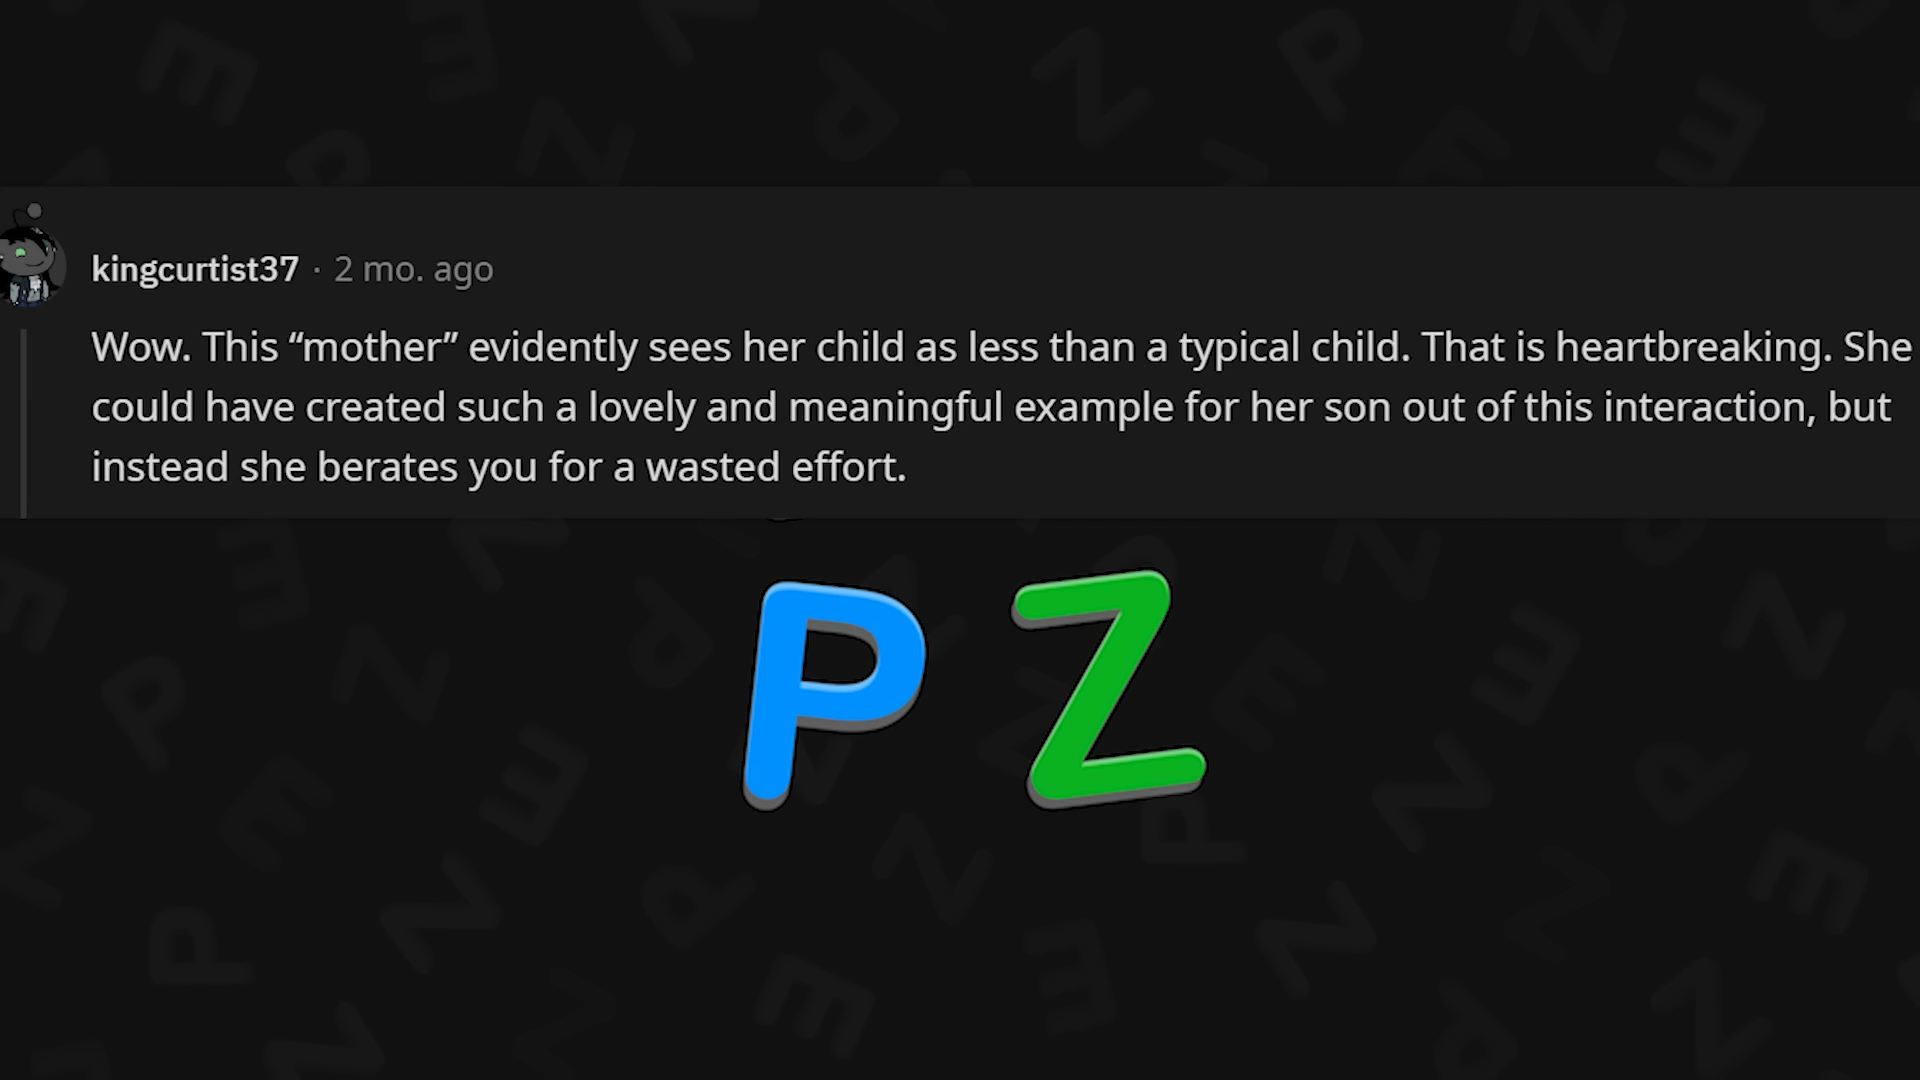 kingcurtist37 · 2 mo. ago
Wow. This “mother” evidently sees her child as less than a typical child. That is heartbreaking. She
could have created such a lovely and meaningful example for her son out of this interaction, but
instead she berates you for a wasted effort.
P Z